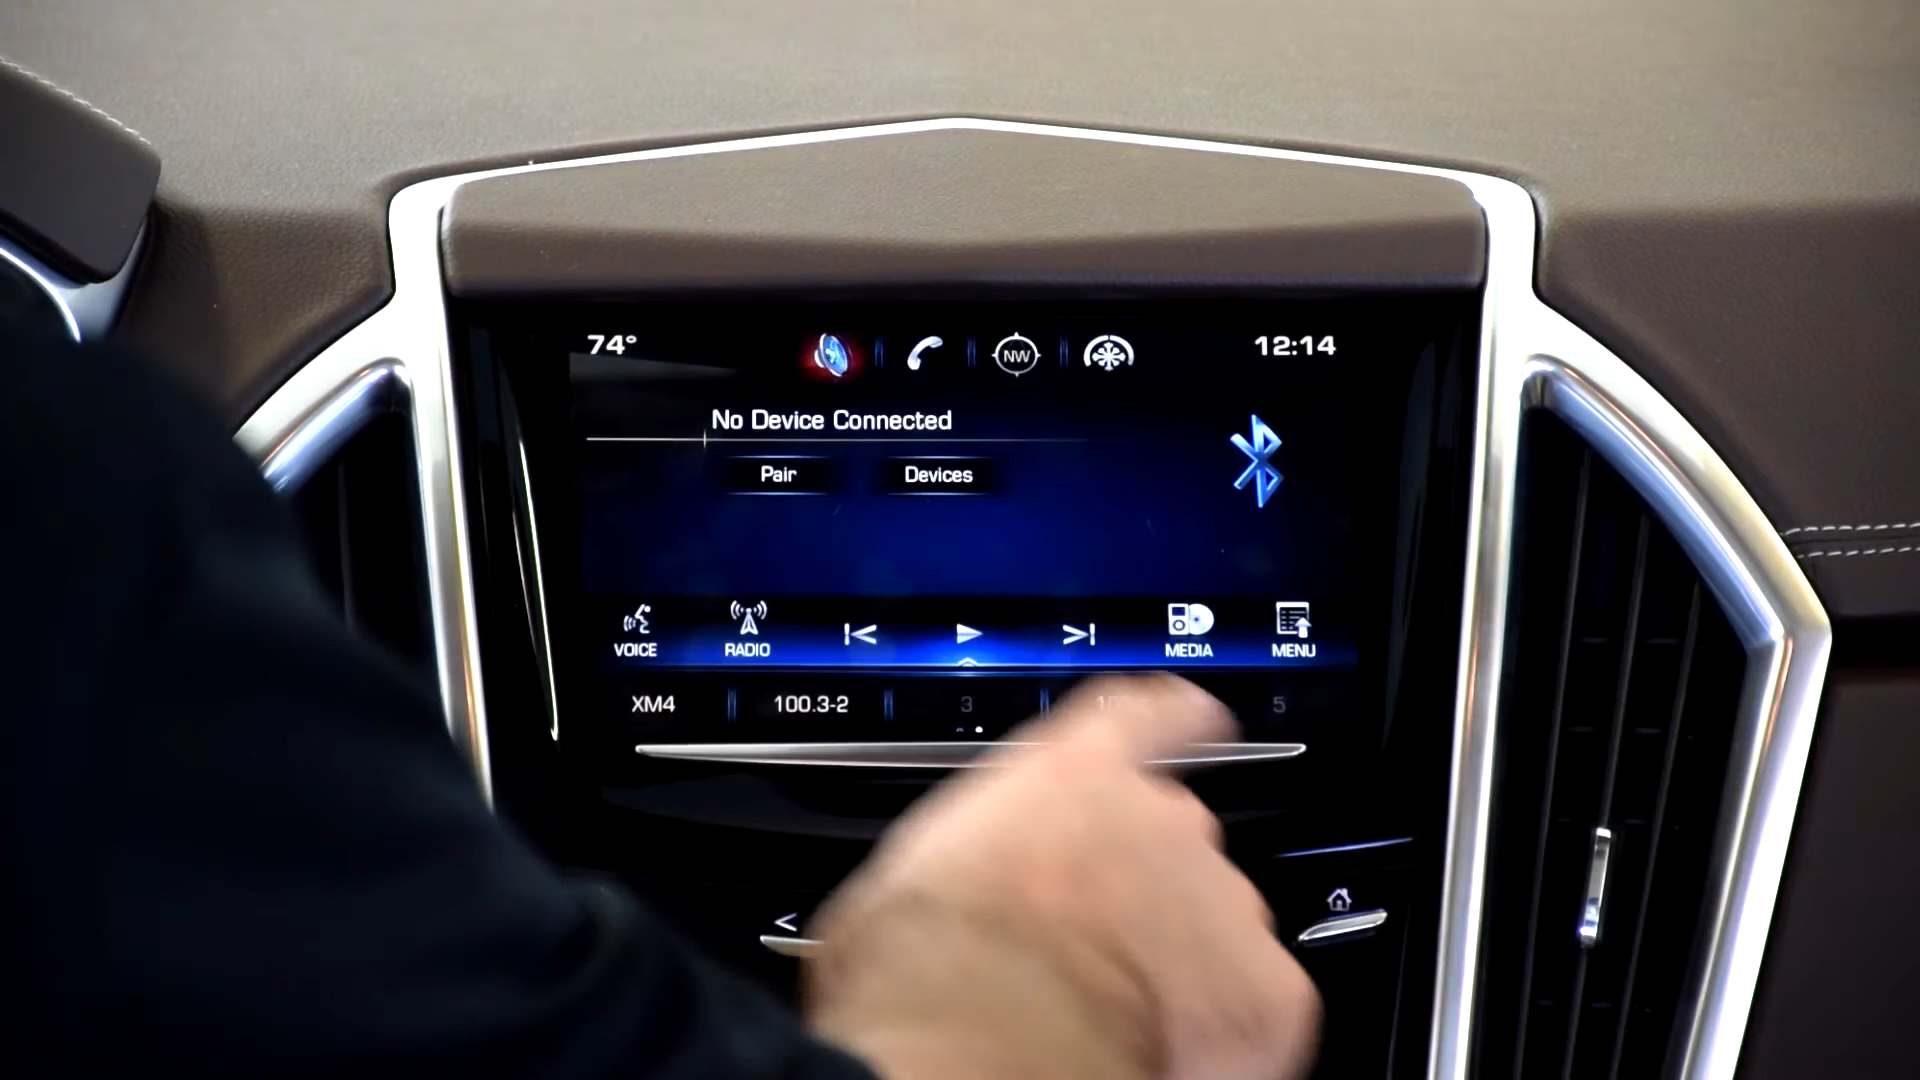 74°
NW
12:14
No Device Connected
Pair
Devices
VOICE
RADIO
MEDIA
MENU
XM4
100.3-2
3
5